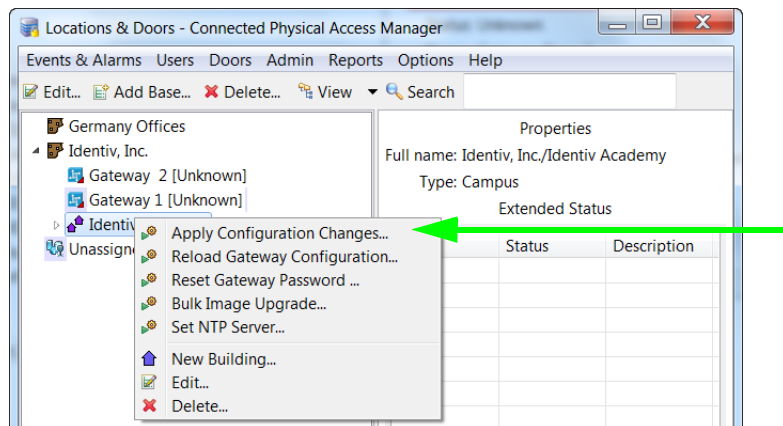 Locations & Doors - Connected Physical Access Manager
Events & Alarms Users Doors Admin Reports Options Help
Edit... Add Base... Delete... View Search
Germany Offices
Identiv, Inc.
Gateway 2 [Unknown]
Gateway 1 [Unknown]
Identiv
Unassign
Properties
Full name: Identiv, Inc./Identiv Academy
Type: Campus
Extended Status
Status Description
Apply Configuration Changes...
Reload Gateway Configuration...
Reset Gateway Password ...
Bulk Image Upgrade...
Set NTP Server...
New Building...
Edit...
Delete...